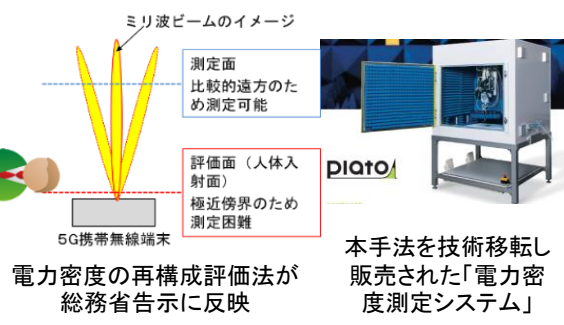 ミリ波ビームのイメージ
測定面
比較的遠方のた
め測定可能
評価面（人体入
射面）
極近傍界のため
測定困難
5G携帯無線端末
電力密度の再構成評価法が
総務省告示に反映
plato
本手法を技術移転し
販売された「電力密
度測定システム」